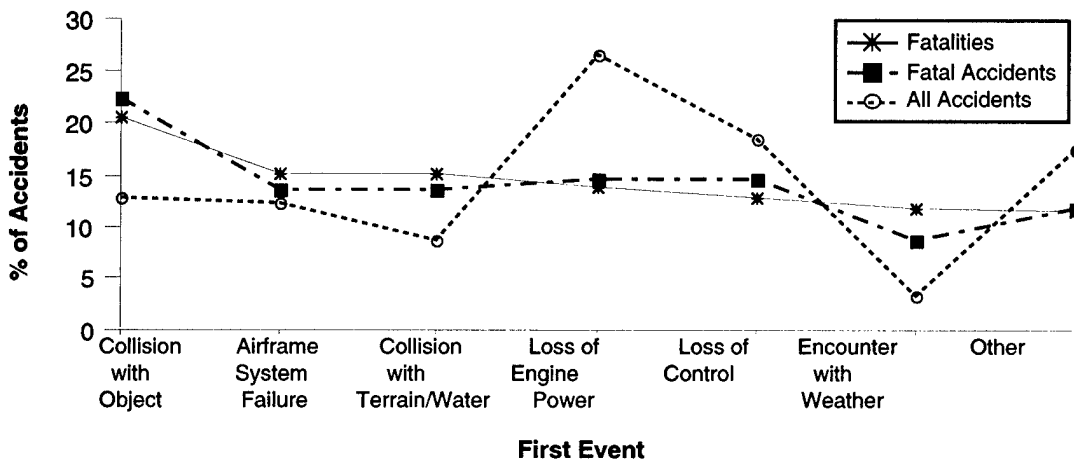 30
25
20
15
10
5
0
% of Accidents
Fatalities
Fatal Accidents
All Accidents
Collision with Object
Airframe System Failure
Collision with Terrain/Water
Loss of Engine Power
Loss of Control
Encounter with Weather
Other
First Event